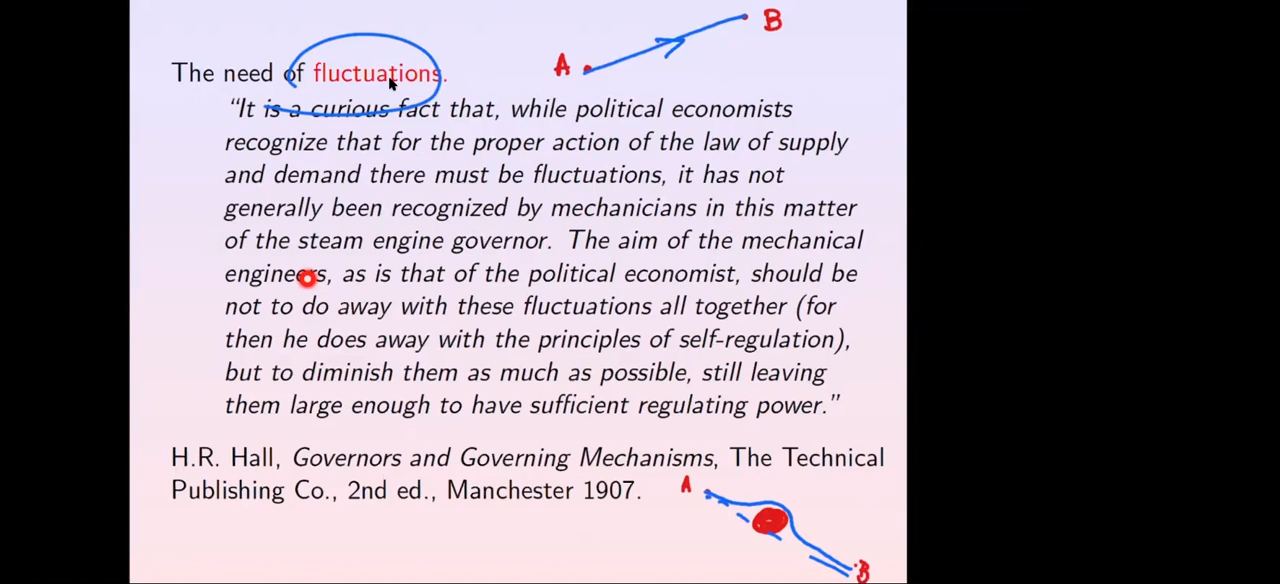 B
A
The need of fluctuations.
“It is a curious fact that, while political economists
recognize that for the proper action of the law of supply
and demand there must be fluctuations, it has not
generally been recognized by mechanicians in this matter
of the steam engine governor. The aim of the mechanical
engineers, as is that of the political economist, should be
not to do away with these fluctuations all together (for
then he does away with the principles of self-regulation),
but to diminish them as much as possible, still leaving
them large enough to have sufficient regulating power.”
H.R. Hall, Governors and Governing Mechanisms, The Technical
Publishing Co., 2nd ed., Manchester 1907.
A
B